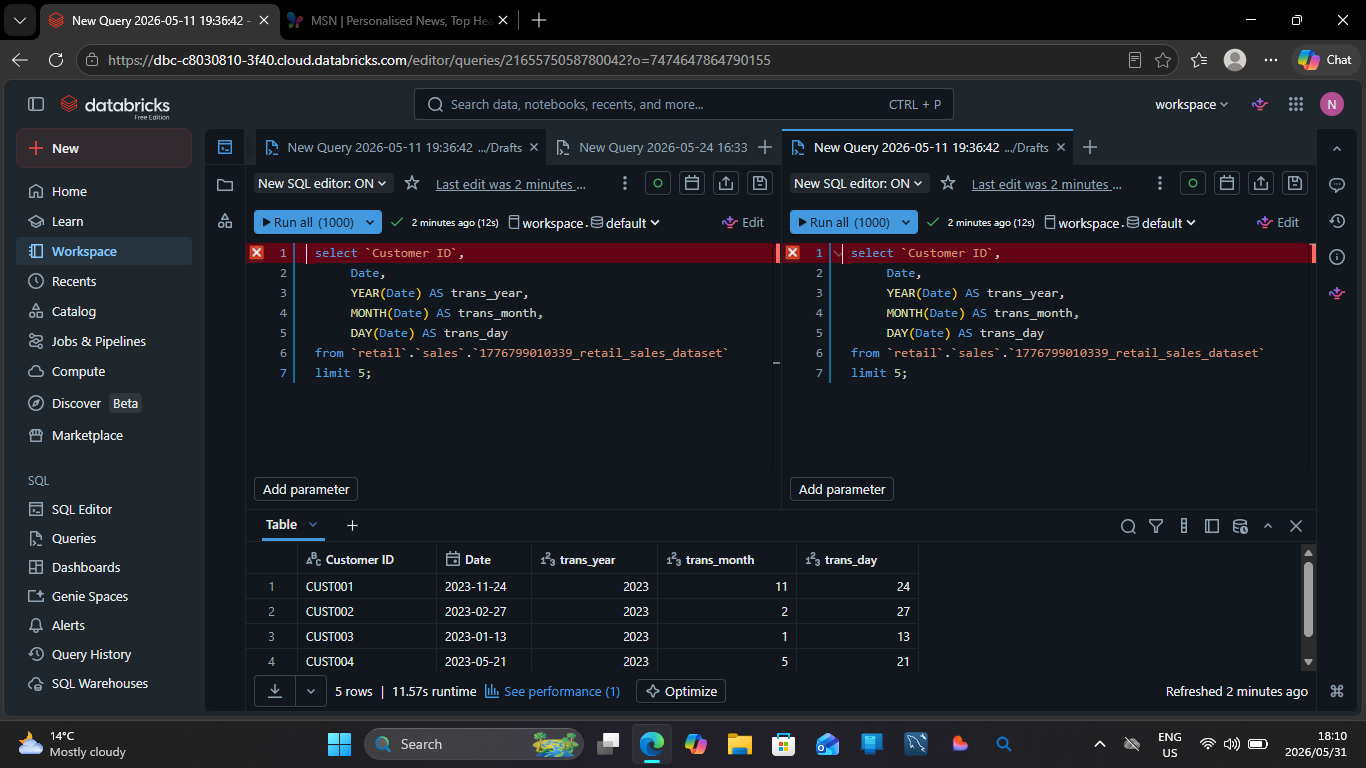 New Query 2026-05-11 19:36:42 -
MSN | Personalised News, Top Hea
https://dbc-c8030810-3f40.cloud.databricks.com/editor/queries/2165575058780042?o=7474647864790155
Chat
databricks
Free Edition
Search data, notebooks, recents, and more...
CTRL + P
workspace
N
New
Home
Learn
Workspace
Recents
Catalog
Jobs & Pipelines
Compute
Discover Beta
Marketplace
SQL
SQL Editor
Queries
Dashboards
Genie Spaces
Alerts
Query History
SQL Warehouses
New Query 2026-05-11 19:36:42 .../Drafts
New Query 2026-05-24 16:33
New SQL editor: ON
Last edit was 2 minutes ...
Run all (1000)
2 minutes ago (12s)
workspace. default
Edit
1 select `Customer ID`,
2 Date,
3 YEAR(Date) AS trans_year,
4 MONTH(Date) AS trans_month,
5 DAY(Date) AS trans_day
6 from `retail`.`sales`.`1776799010339_retail_sales_dataset`
7 limit 5;
Add parameter
New Query 2026-05-11 19:36:42 .../Drafts
New SQL editor: ON
Last edit was 2 minutes ...
Run all (1000)
2 minutes ago (12s)
workspace. default
Edit
1 select `Customer ID`,
2 Date,
3 YEAR(Date) AS trans_year,
4 MONTH(Date) AS trans_month,
5 DAY(Date) AS trans_day
6 from `retail`.`sales`.`1776799010339_retail_sales_dataset`
7 limit 5;
Add parameter
Table
Customer ID Date trans_year trans_month trans_day
1 CUST001 2023-11-24 2023 11 24
2 CUST002 2023-02-27 2023 2 27
3 CUST003 2023-01-13 2023 1 13
4 CUST004 2023-05-21 2023 5 21
5 rows | 11.57s runtime See performance (1) Optimize
Refreshed 2 minutes ago
14°C
Mostly cloudy
Search
ENG
US
18:10
2026/05/31